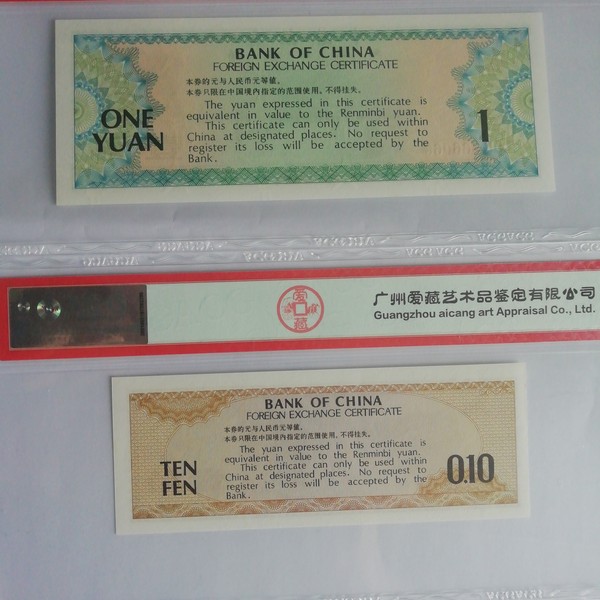 BANK OF CHINA
FOREIGN EXCHANGE CERTIFICATE
本券的元与人民币元等值。
本券只限在中国境内指定的范围使用，不得挂失。
The yuan expressed in this certificate is
equivalent in value to the Renminbi yuan.
This certificate can only be used within
China at designated places. No request to
register its loss will be accepted by the
Bank.
ONE
YUAN
1
爱藏
广州爱藏艺术品鉴定有限公司
Guangzhou aicang art Appraisal Co., Ltd.
BANK OF CHINA
FOREIGN EXCHANGE CERTIFICATE
本券的元与人民币元等值。
本券只限在中国境内指定的范围使用，不得挂失。
The yuan expressed in this certificate is
equivalent in value to the Renminbi yuan.
This certificate can only be used within
China at designated places. No request to
register its loss will be accepted by the
Bank.
TEN
FEN
0.10